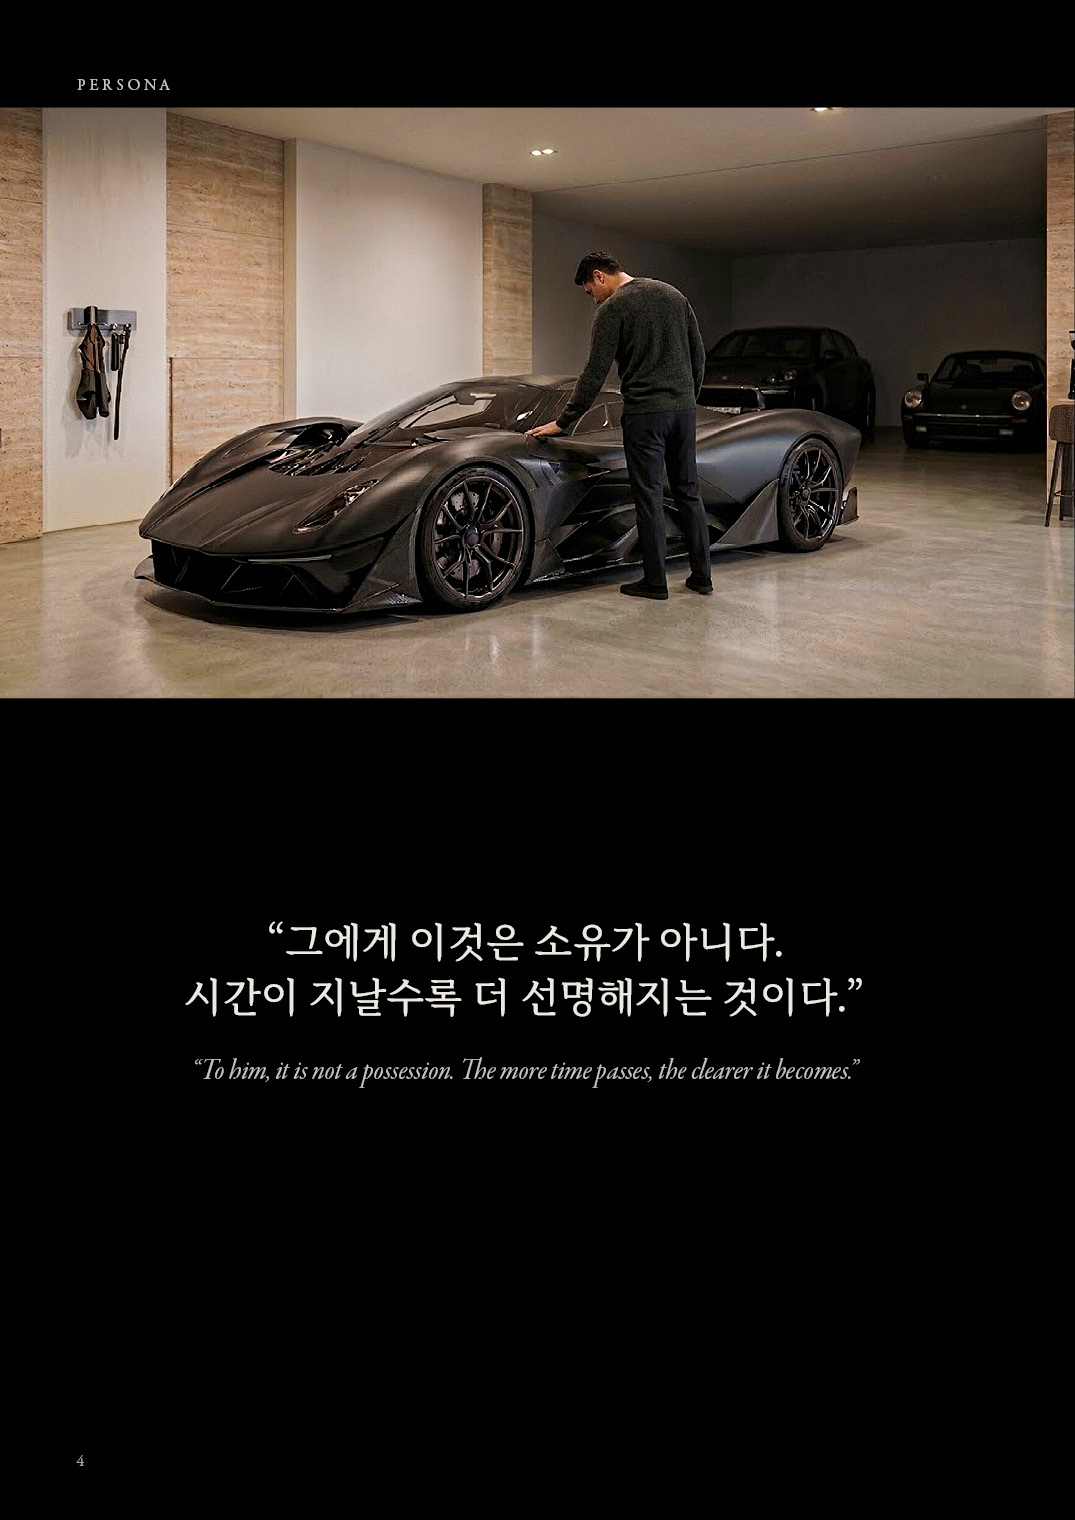 PERSONA
“그에게 이것은 소유가 아니다.
시간이 지날수록 더 선명해지는 것이다.”
“To him, it is not a possession. The more time passes, the clearer it becomes.”
4